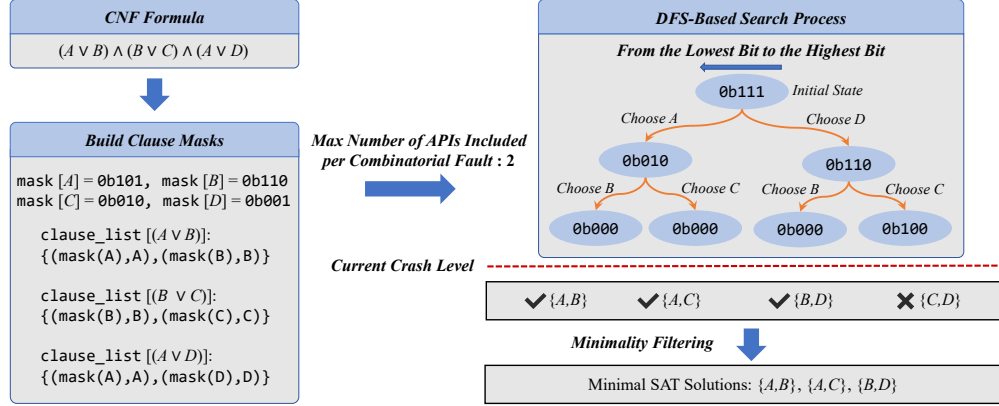 CNF Formula
(A ∨ B) ∧ (B ∨ C) ∧ (A ∨ D)
Build Clause Masks
mask [A] = 0b101, mask [B] = 0b110
mask [C] = 0b010, mask [D] = 0b001
clause_list [(A ∨ B)]:
{(mask(A),A),(mask(B),B)}
clause_list [(B ∨ C)]:
{(mask(B),B),(mask(C),C)}
clause_list [(A ∨ D)]:
{(mask(A),A),(mask(D),D)}
Max Number of APIs Included
per Combinatorial Fault : 2
DFS-Based Search Process
From the Lowest Bit to the Highest Bit
0b111 Initial State
Choose A Choose D
0b010 0b110
Choose B Choose C Choose B Choose C
0b000 0b000 0b000 0b100
Current Crash Level
✔ {A,B} ✔ {A,C} ✔ {B,D} ✖ {C,D}
Minimality Filtering
Minimal SAT Solutions: {A,B}, {A,C}, {B,D}